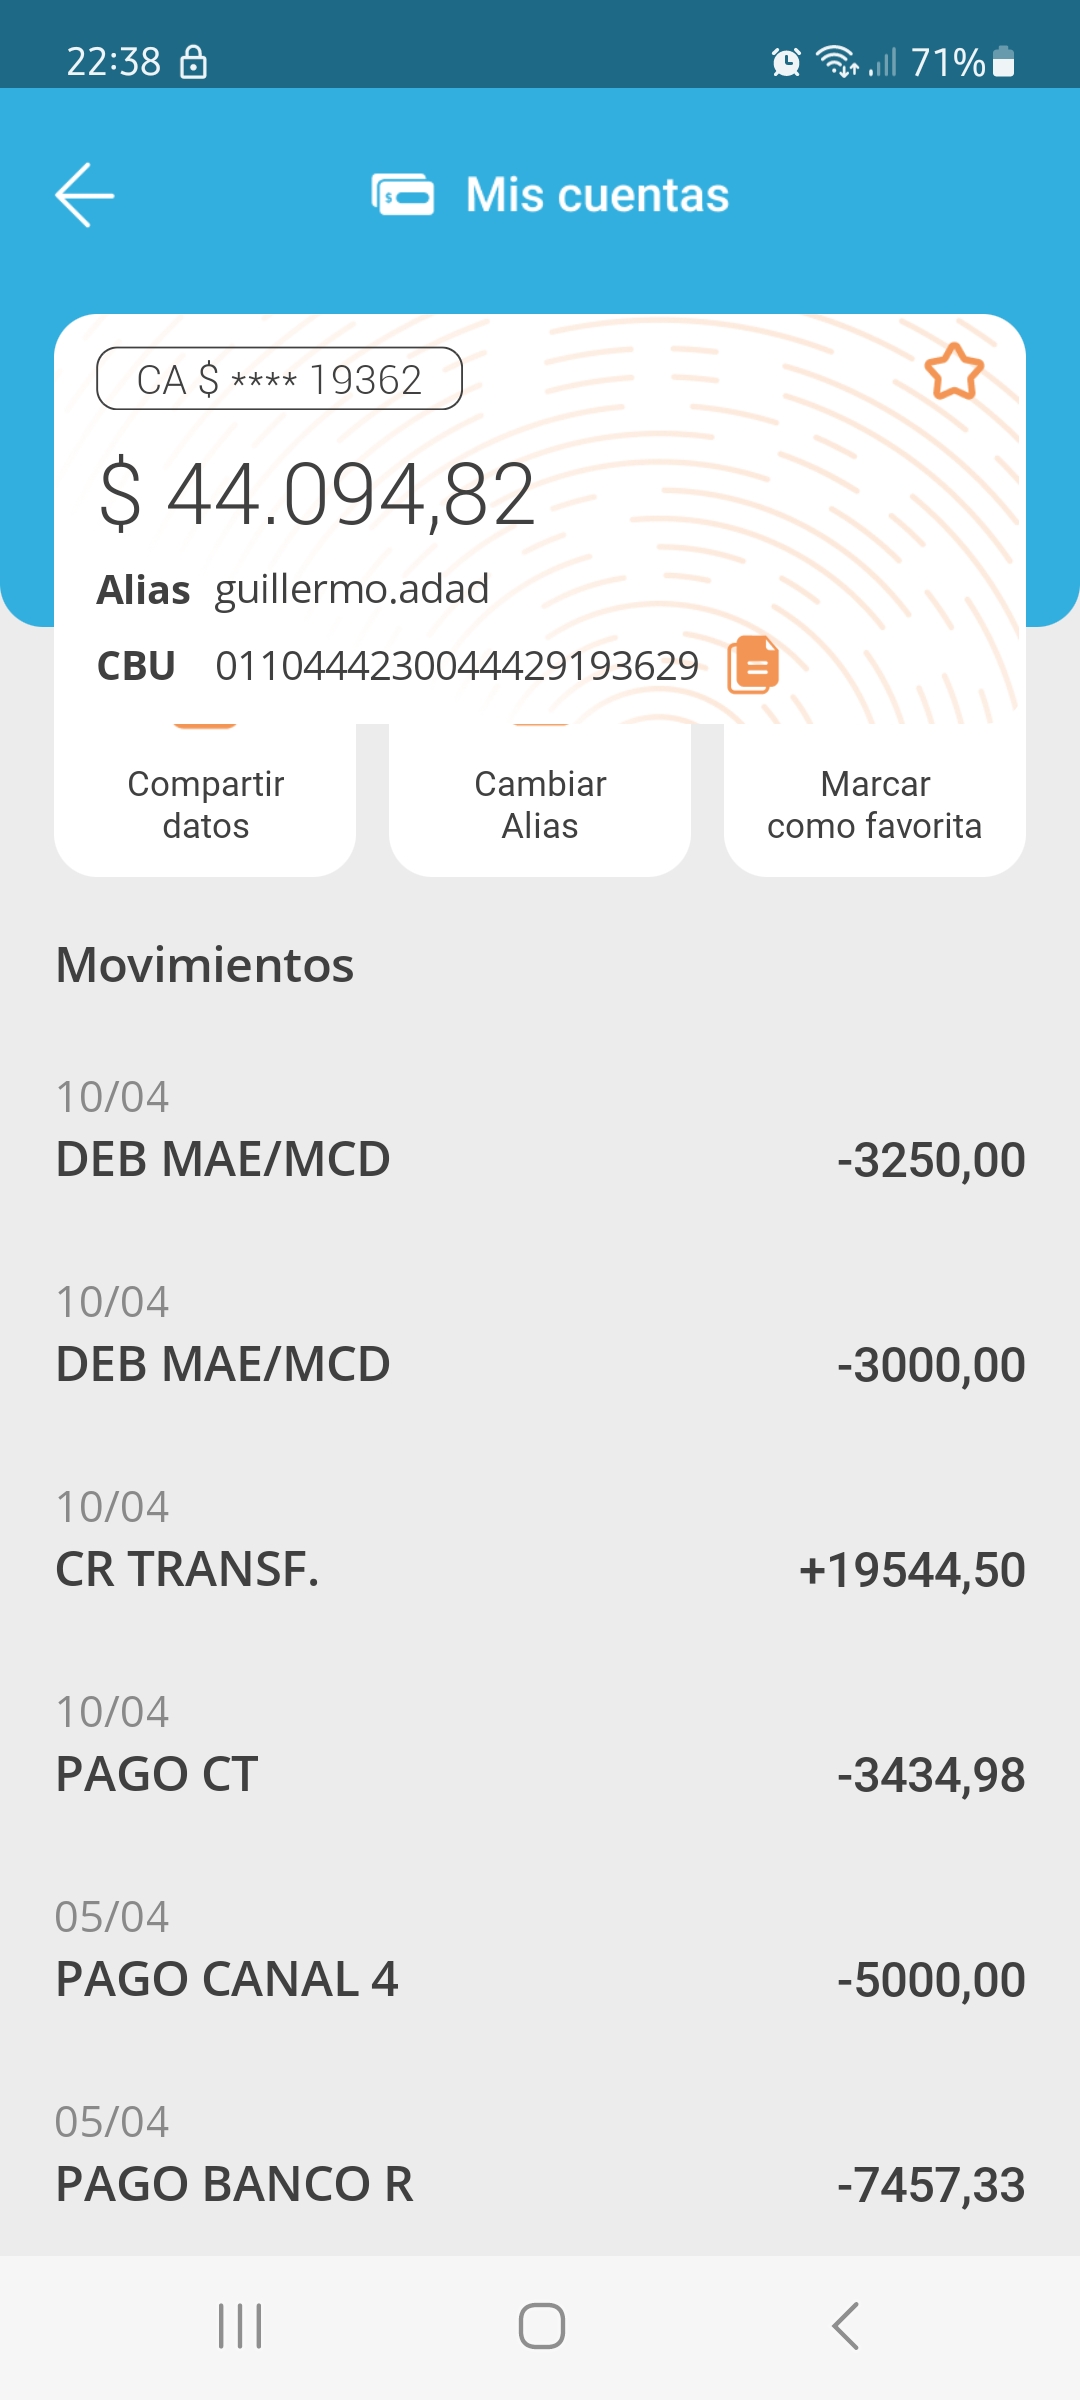 22:38 71%
Mis cuentas
CA $ **** 19362
$ 44.094,82
Alias guillermo.adad
CBU 0110444230044429193629
Compartir datos
Cambiar Alias
Marcar como favorita
Movimientos
10/04
DEB MAE/MCD -3250,00
10/04
DEB MAE/MCD -3000,00
10/04
CR TRANSF. +19544,50
10/04
PAGO CT -3434,98
05/04
PAGO CANAL 4 -5000,00
05/04
PAGO BANCO R -7457,33